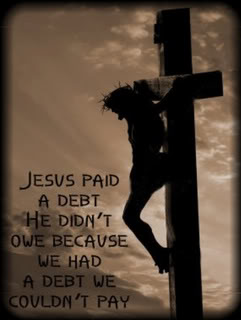 Jesus paid
a debt
He didn't
owe because
we had
a debt we
couldn't pay